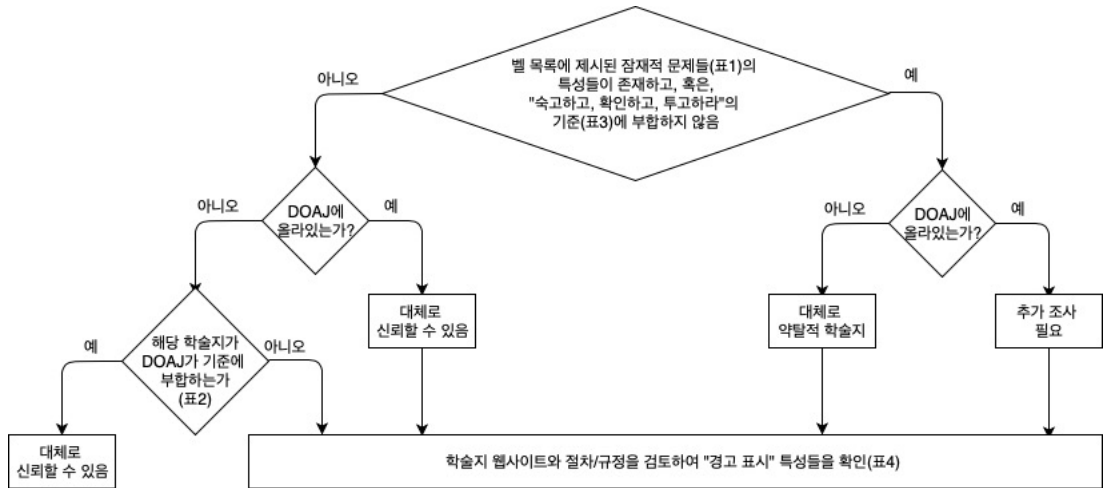 벨 목록에 제시된 잠재적 문제들(표1)의
특성들이 존재하고, 혹은,
"숙고하고, 확인하고, 투고하라"의
기준(표3)에 부합하지 않음
아니오
예
DOAJ에
올라있는가?
아니오
예
DOAJ에
올라있는가?
아니오
예
해당 학술지가
DOAJ가 기준에
부합하는가
(표2)
예
아니오
대체로
신뢰할 수 있음
대체로
약탈적 학술지
추가 조사
필요
대체로
신뢰할 수 있음
학술지 웹사이트와 절차/규정을 검토하여 "경고 표시" 특성들을 확인(표4)